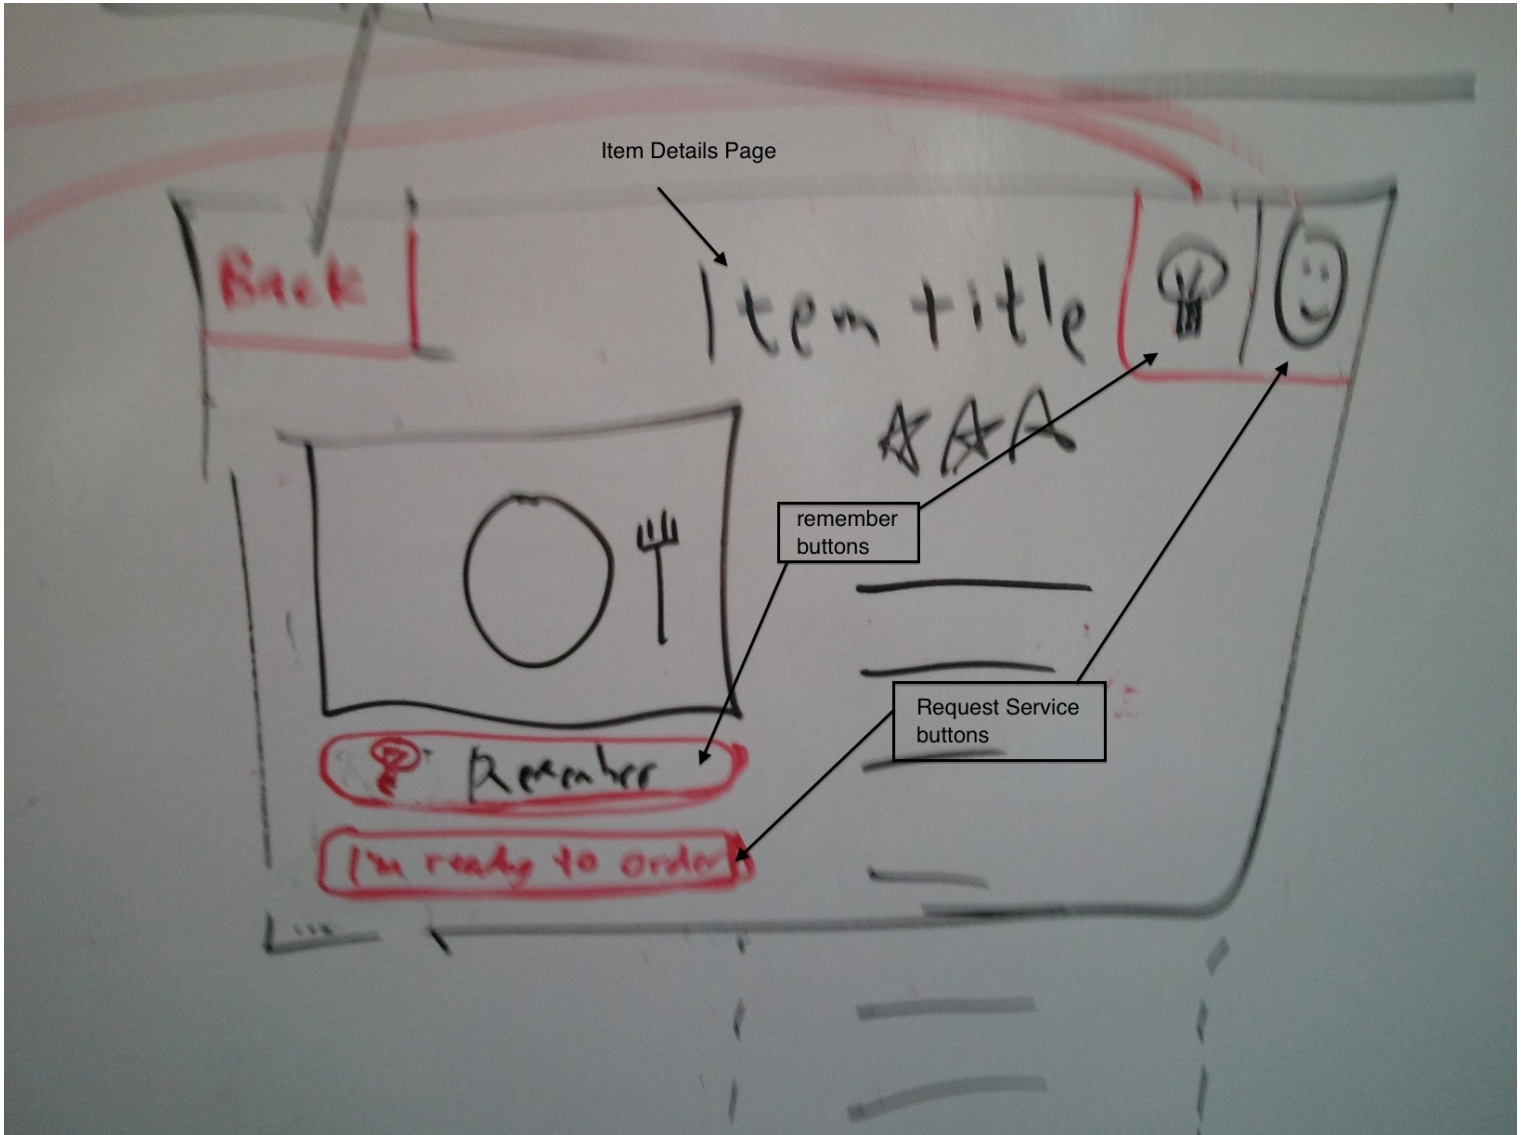 Item Details Page
Back
Item title
remember
buttons
Request Service
buttons
Remember
I'm ready to order